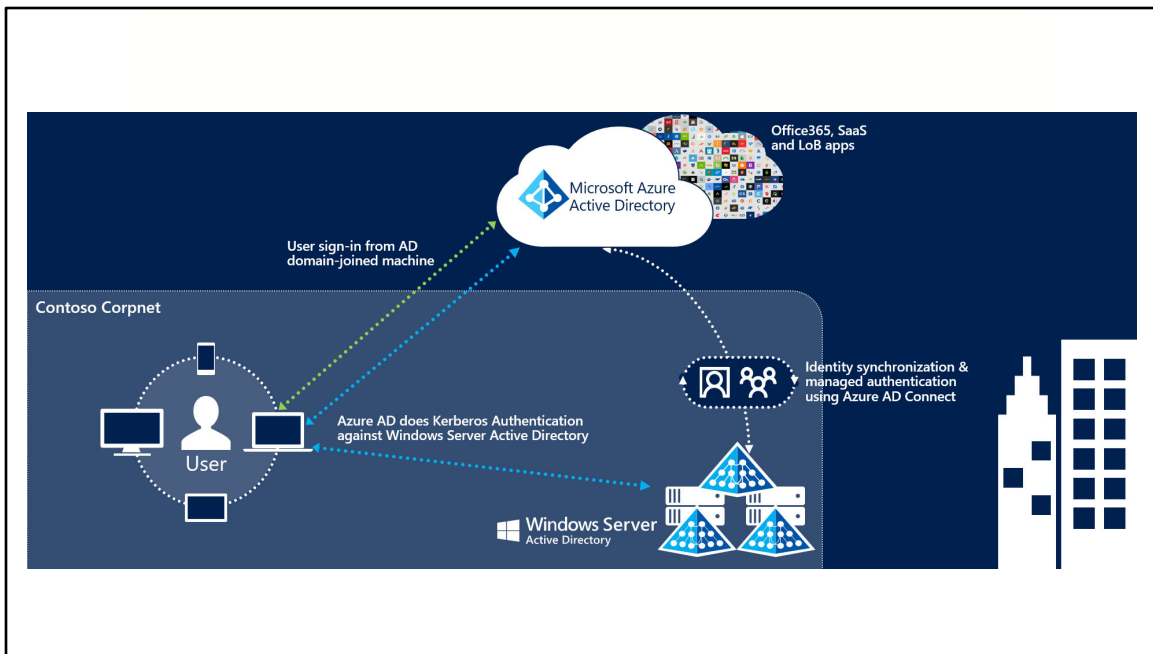 Office365, SaaS
and LoB apps
Microsoft Azure
Active Directory
User sign-in from AD
domain-joined machine
Contoso Corpnet
Identity synchronization &
managed authentication
using Azure AD Connect
Azure AD does Kerberos Authentication
against Windows Server Active Directory
User
Windows Server
Active Directory